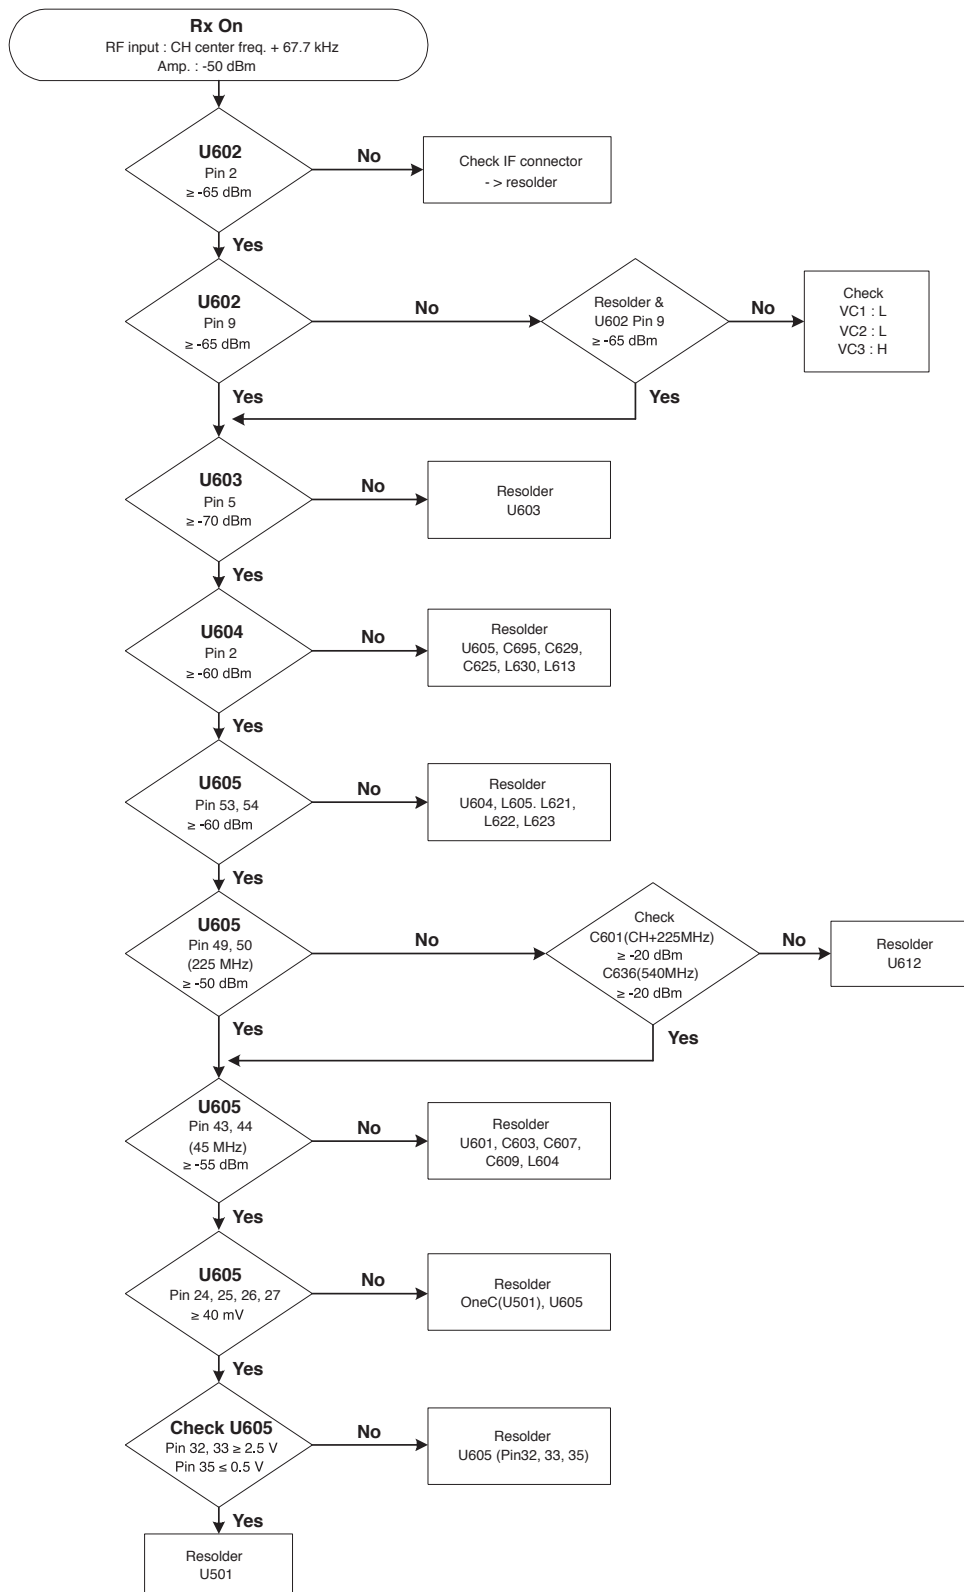 Rx On
RF input : CH center freq. + 67.7 kHz
Amp. : -50 dBm
U602
Pin 2
≥ -65 dBm
No
Check IF connector
- > resolder
Yes
U602
Pin 9
≥ -65 dBm
No
Resolder &
U602 Pin 9
≥ -65 dBm
No
Check
VC1 : L
VC2 : L
VC3 : H
Yes
Yes
U603
Pin 5
≥ -70 dBm
No
Resolder
U603
Yes
U604
Pin 2
≥ -60 dBm
No
Resolder
U605, C695, C629,
C625, L630, L613
Yes
U605
Pin 53, 54
≥ -60 dBm
No
Resolder
U604, L605. L621,
L622, L623
Yes
U605
Pin 49, 50
(225 MHz)
≥ -50 dBm
No
Check
C601(CH+225MHz)
≥ -20 dBm
C636(540MHz)
≥ -20 dBm
No
Resolder
U612
Yes
Yes
U605
Pin 43, 44
(45 MHz)
≥ -55 dBm
No
Resolder
U601, C603, C607,
C609, L604
Yes
U605
Pin 24, 25, 26, 27
≥ 40 mV
No
Resolder
OneC(U501), U605
Yes
Check U605
Pin 32, 33 ≥ 2.5 V
Pin 35 ≤ 0.5 V
No
Resolder
U605 (Pin32, 33, 35)
Yes
Resolder
U501